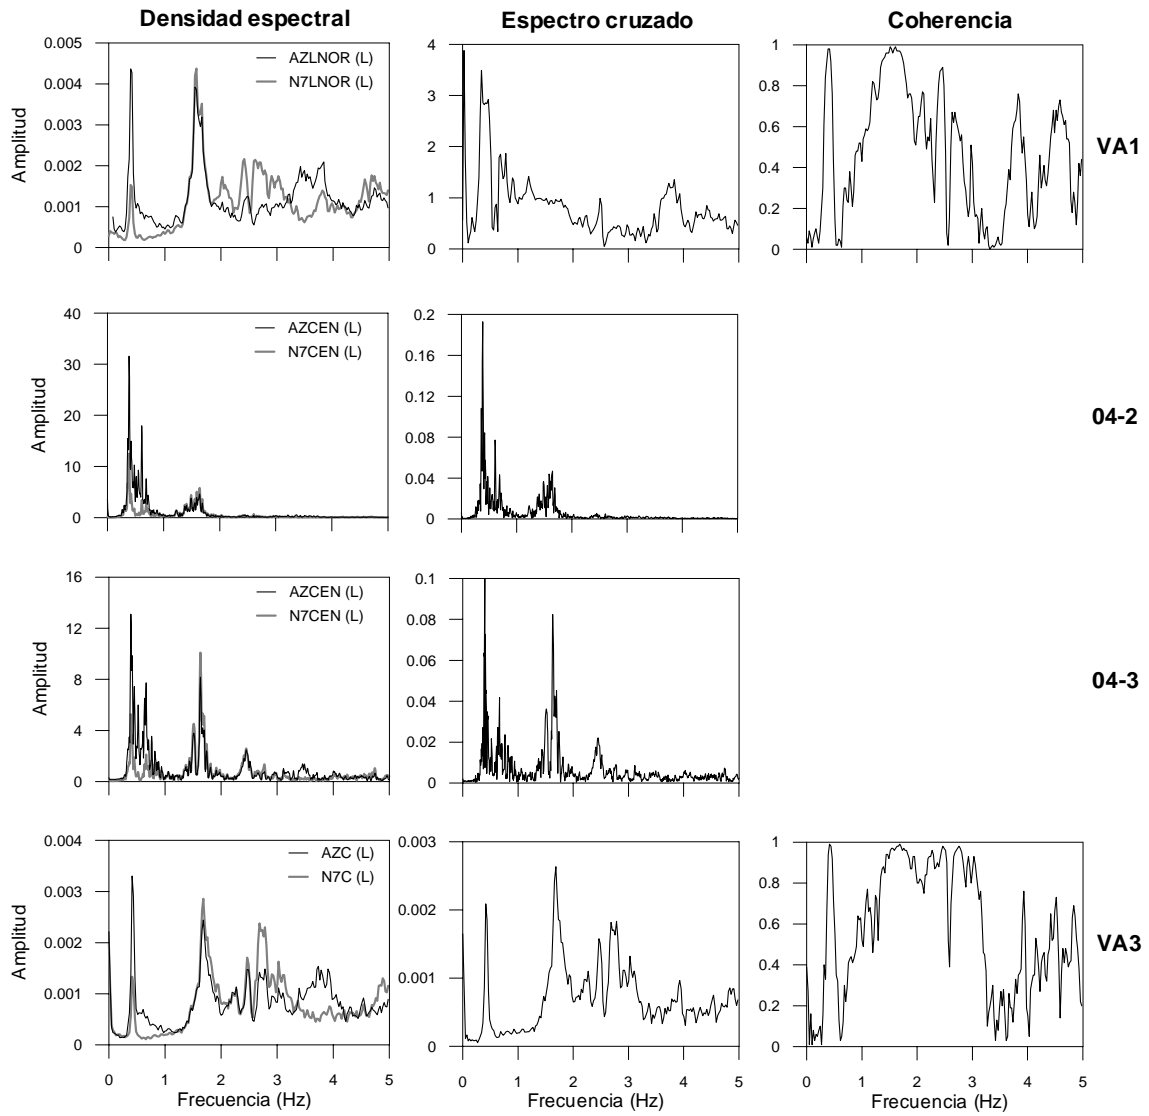 Densidad espectral
Espectro cruzado
Coherencia
0.005
0.004
0.003
0.002
0.001
0
Amplitud
AZLNOR (L)
N7LNOR (L)
4
3
2
1
0
1
0.8
0.6
0.4
0.2
0
0 1 2 3 4 5
VA1
40
30
20
10
0
Amplitud
AZCEN (L)
N7CEN (L)
0.2
0.16
0.12
0.08
0.04
0
04-2
16
12
8
4
0
Amplitud
AZCEN (L)
N7CEN (L)
0.1
0.08
0.06
0.04
0.02
0
04-3
0.004
0.003
0.002
0.001
0
Amplitud
AZC (L)
N7C (L)
0 1 2 3 4 5
Frecuencia (Hz)
0.003
0.002
0.001
0
0 1 2 3 4 5
Frecuencia (Hz)
1
0.8
0.6
0.4
0.2
0
0 1 2 3 4 5
Frecuencia (Hz)
VA3